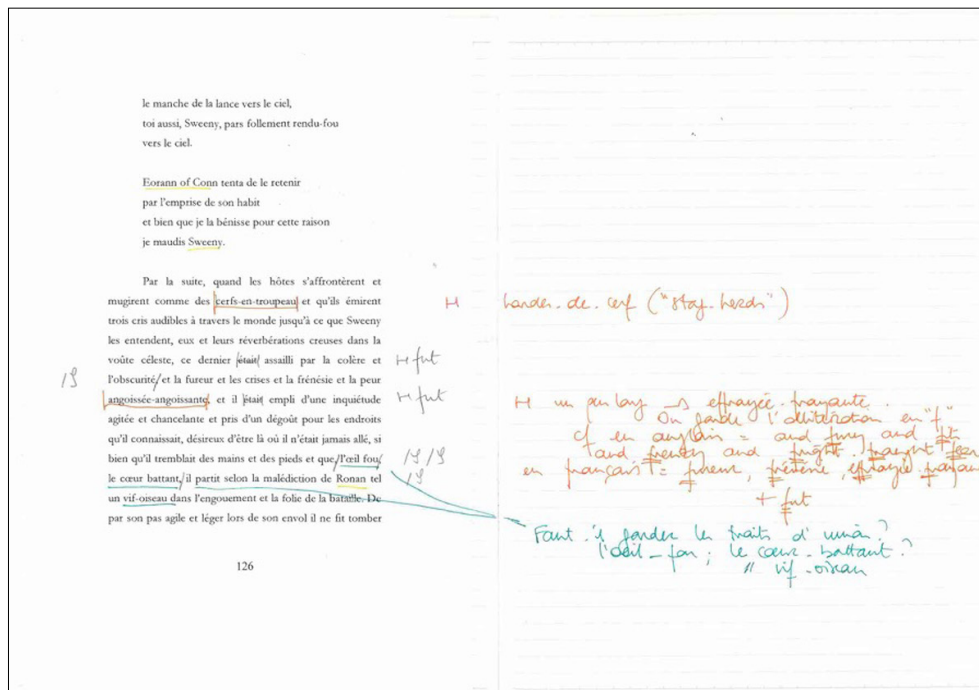 le manche de la lance vers le ciel,
toi aussi, Sweeny, pars follement rendu-fou
vers le ciel.
Eorann of Conn tenta de le retenir
par l'emprise de son habit
et bien que je la bénisse pour cette raison
je maudis Sweeny.
Par la suite, quand les hôtes s'affrontèrent et
mugirent comme des cerfs-en-troupeau et qu'ils émirent
trois cris audibles à travers le monde jusqu'à ce que Sweeny
les entendent, eux et leurs réverbérations creuses dans la
voûte céleste, ce dernier était assailli par la colère et
l'obscurité et la fureur et les crises et la frénésie et la peur
angoissée-angoissante, et il était empli d'une inquiétude
agitée et chancelante et pris d'un dégoût pour les endroits
qu'il connaissait, désireux d'être là où il n'était jamais allé, si
bien qu'il tremblait des mains et des pieds et que, l'œil fou,
le cœur battant, il partit selon la malédiction de Ronan tel
un vif-oiseau dans l'engouement et la folie de la bataille. De
par son pas agile et léger lors de son envol il ne fit tomber
126
H hardes-de-cerf ("stag-herds")
H fut
H fut
H un peu long → effrayée-frayante.
On garde l'allitération en "f"
cf en anglais = and fury and fit
and frenzy and fright-fraught fear
en français = fureur, frénésie, effrayée-frayante
+ fut
Faut-il garder les traits d'union?
l'œil-fou; le cœur-battant?
" vif-oiseau